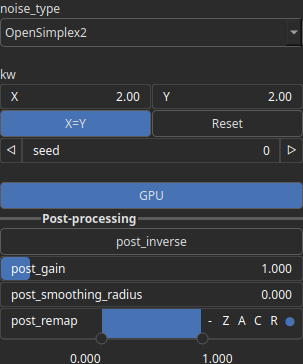 noise_type
OpenSimplex2
kw
X 2.00 Y 2.00
X=Y Reset
seed 0
GPU
Post-processing
post_inverse
post_gain 1.000
post_smoothing_radius 0.000
post_remap - Z A C R
0.000 1.000